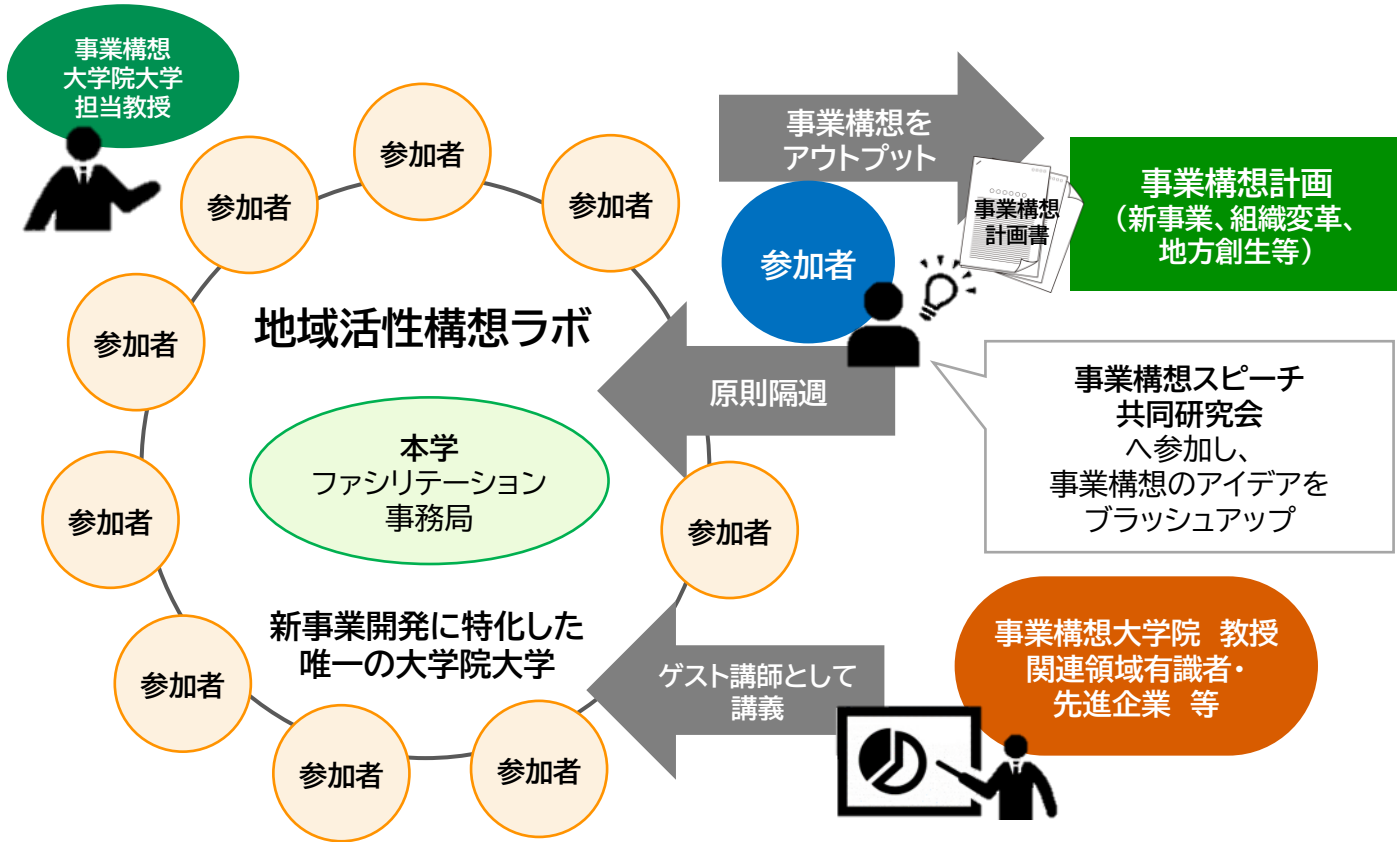 事業構想
大学院大学
担当教授
参加者
参加者
参加者
参加者
参加者
参加者
参加者
参加者
参加者
地域活性構想ラボ
本学
ファシリテーション
事務局
新事業開発に特化した
唯一の大学院大学
事業構想を
アウトプット
参加者
事業構想
計画書
事業構想計画
（新事業、組織変革、
地方創生等）
原則隔週
事業構想スピーチ
共同研究会
へ参加し、
事業構想のアイデアを
ブラッシュアップ
ゲスト講師として
講義
事業構想大学院　教授
関連領域有識者・
先進企業　等